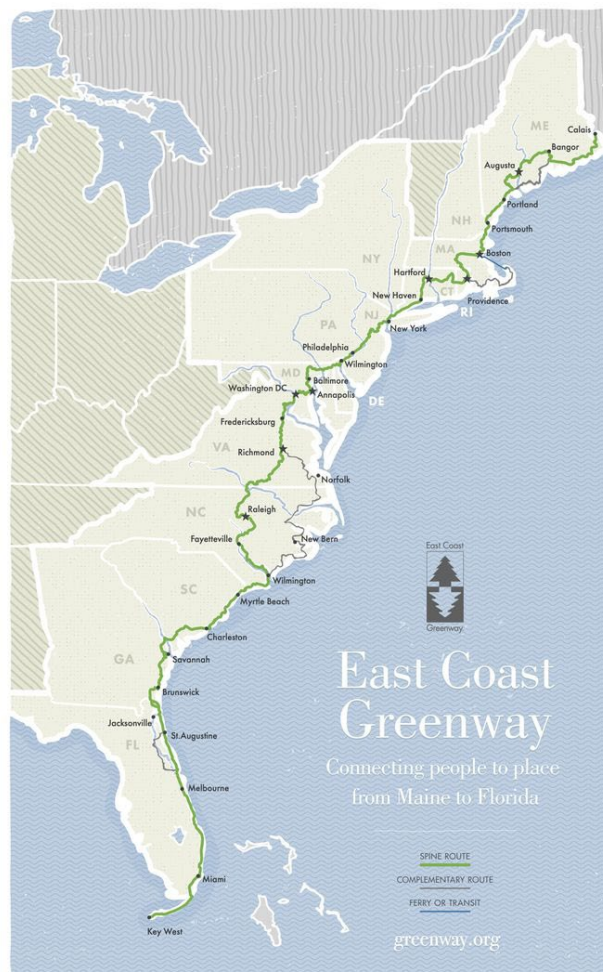 ME
Calais
Bangor
Augusta
Portland
NH
Portsmouth
MA
Boston
NY
Hartford
CT
Providence
New Haven
RI
NJ
New York
PA
Philadelphia
Wilmington
MD
Baltimore
Washington DC
Annapolis
DE
Fredericksburg
VA
Richmond
Norfolk
NC
Raleigh
Fayetteville
New Bern
East Coast
Wilmington
SC
Myrtle Beach
Greenway
Charleston
GA
Savannah
East Coast
Greenway
Brunswick
Jacksonville
St.Augustine
FL
Connecting people to place
from Maine to Florida
Melbourne
SPINE ROUTE
Miami
COMPLEMENTARY ROUTE
FERRY OR TRANSIT
Key West
greenway.org